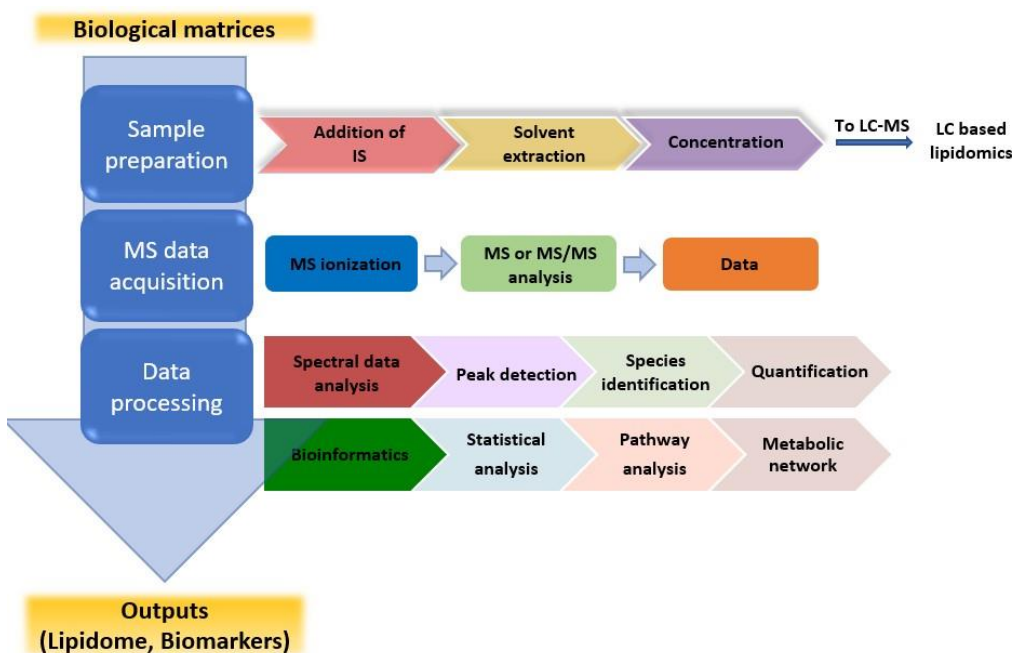 Biological matrices
Sample
preparation
Addition of
IS
Solvent
extraction
Concentration
To LC-MS
LC based
lipidomics
MS data
acquisition
MS ionization
MS or MS/MS
analysis
Data
Data
processing
Spectral data
analysis
Peak detection
Species
identification
Quantification
Bioinformatics
Statistical
analysis
Pathway
analysis
Metabolic
network
Outputs
(Lipidome, Biomarkers)